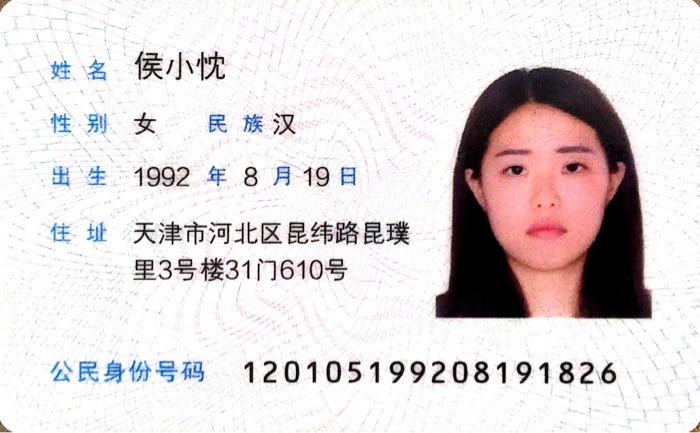 姓名 侯小忱
性别 女 民族 汉
出生 1992 年 8 月 19 日
住址 天津市河北区昆纬路昆璞
里3号楼31门610号
公民身份号码 120105199208191826